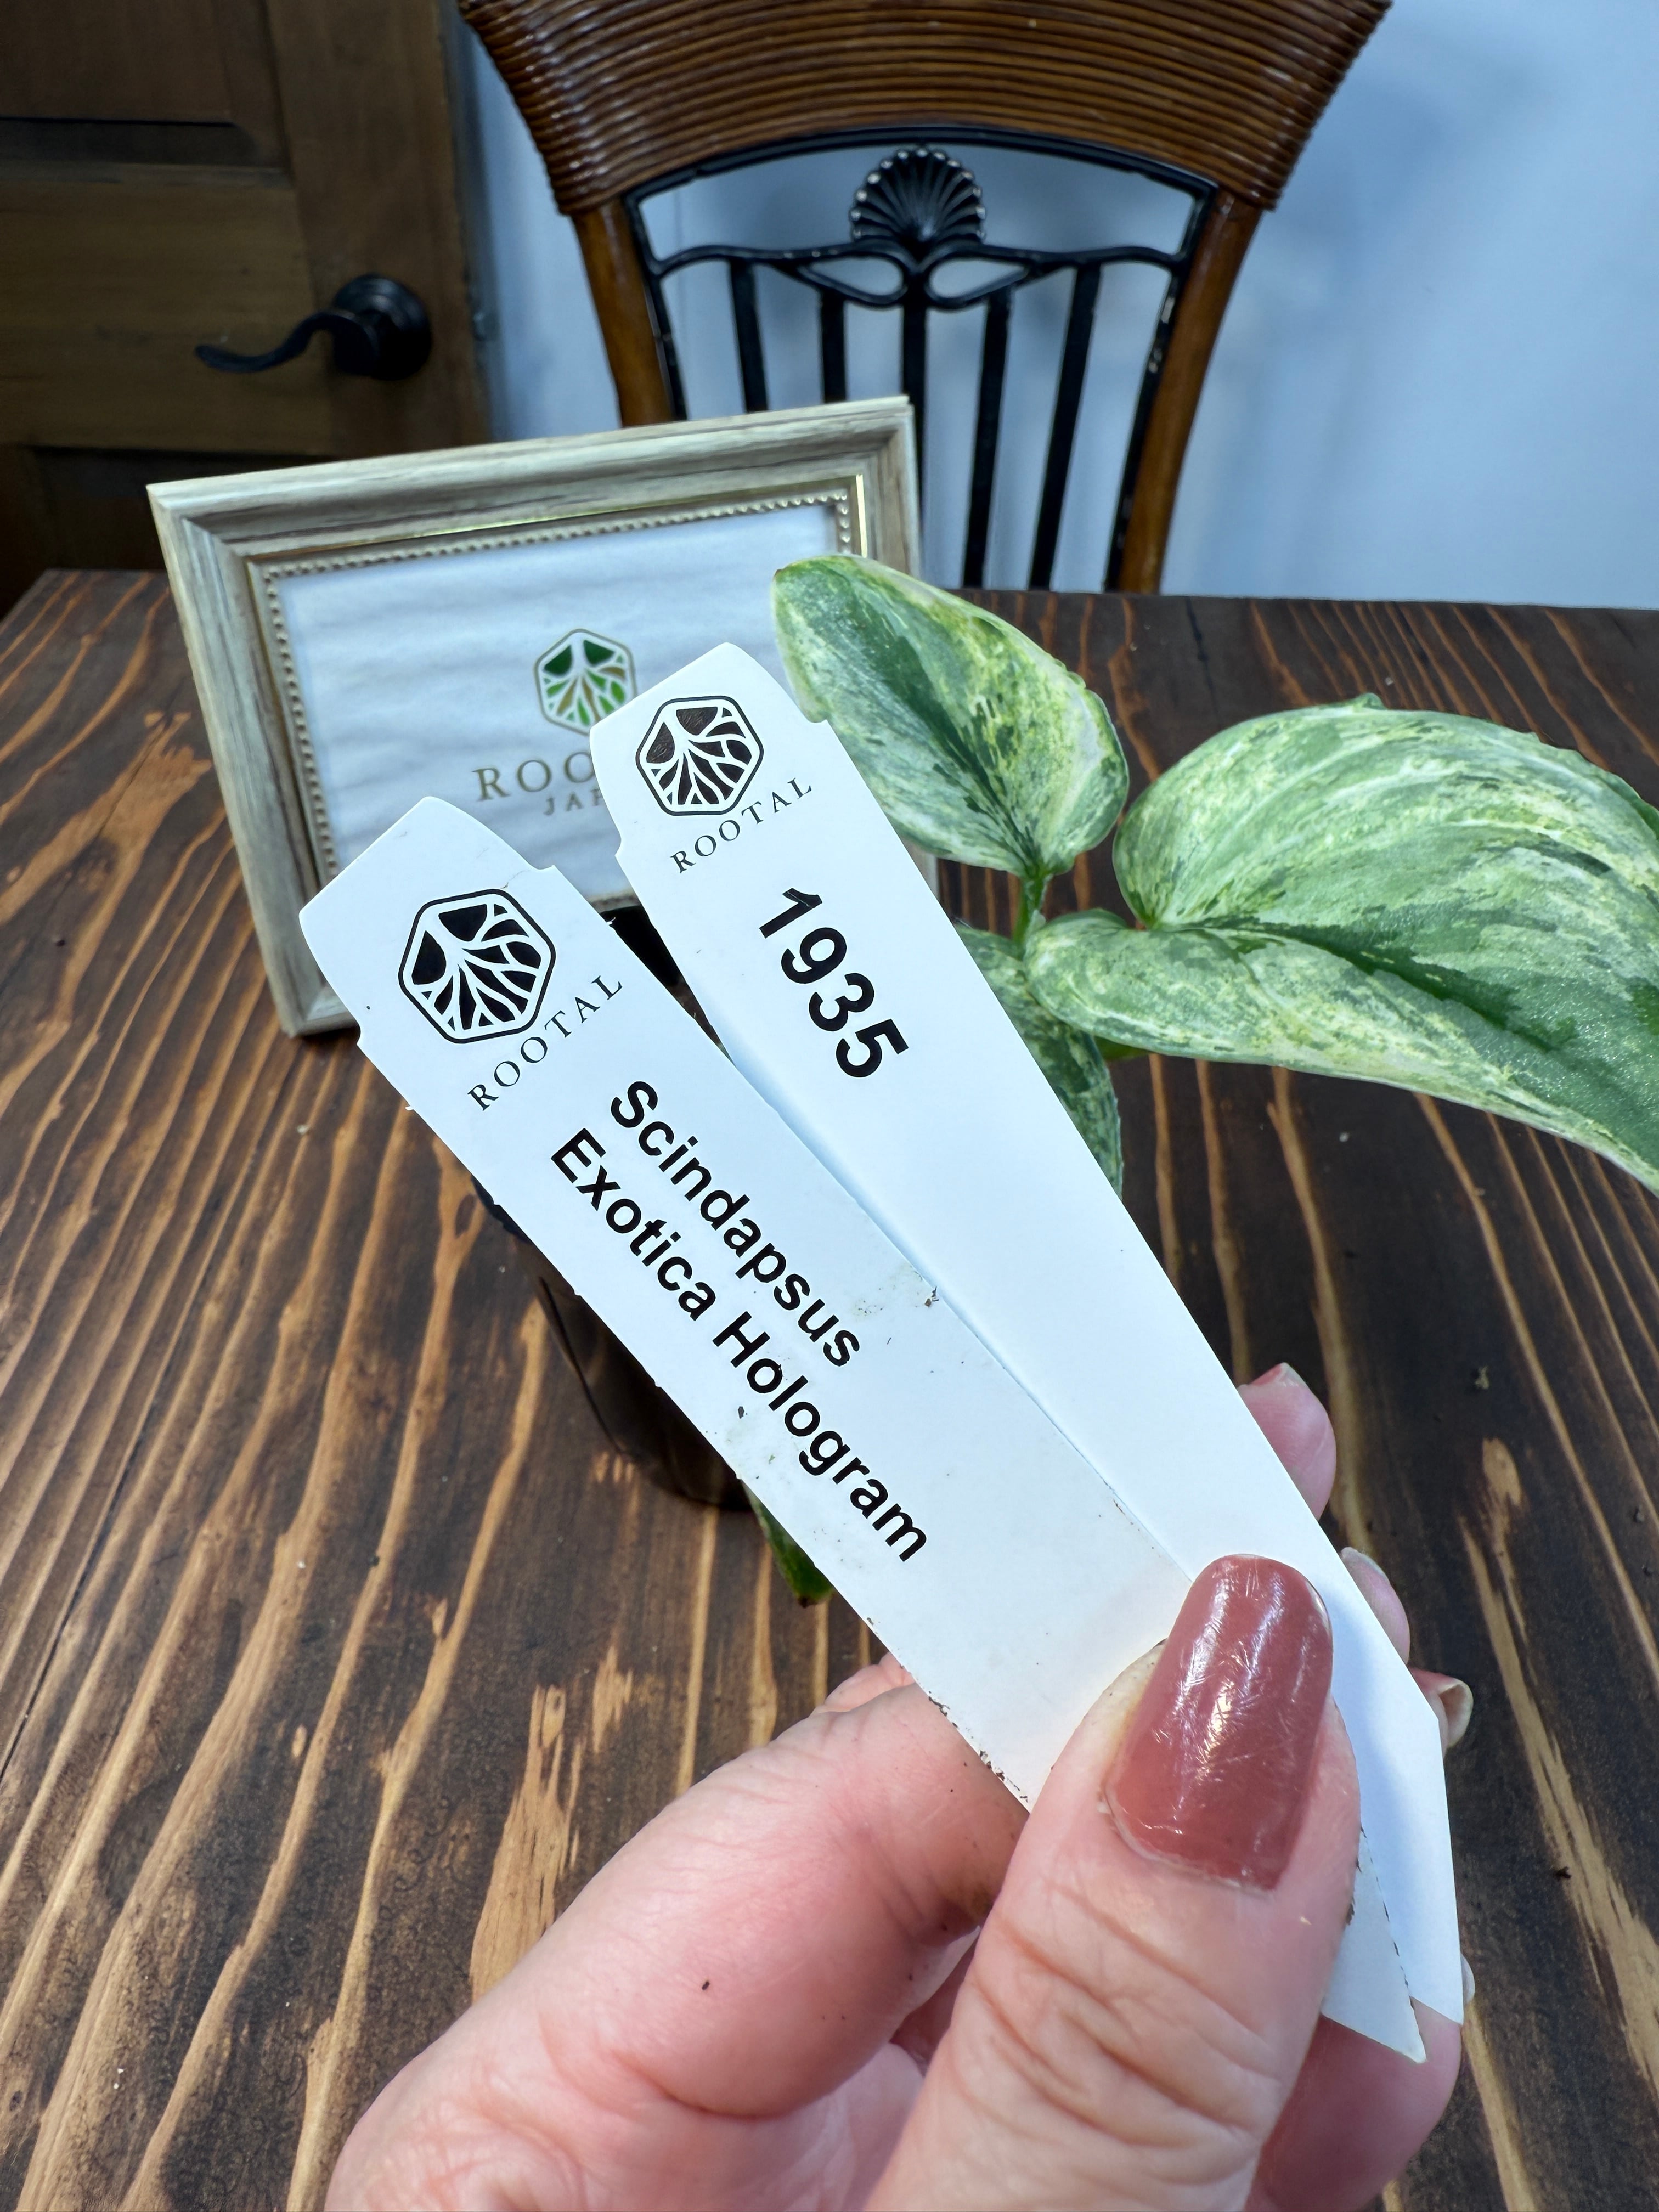 ROOTAL
1935
ROOTAL
Scindapsus
Exotica Hologram